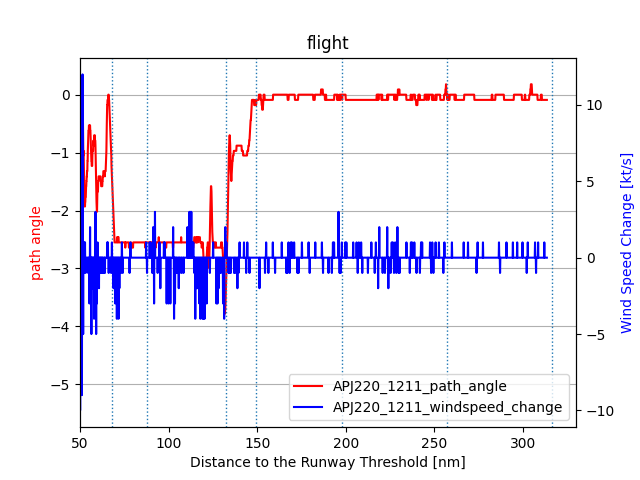 flight
0
−1
−2
−3
−4
−5
path angle
10
5
0
−5
−10
Wind Speed Change [kt/s]
APJ220_1211_path_angle
APJ220_1211_windspeed_change
50 100 150 200 250 300
Distance to the Runway Threshold [nm]